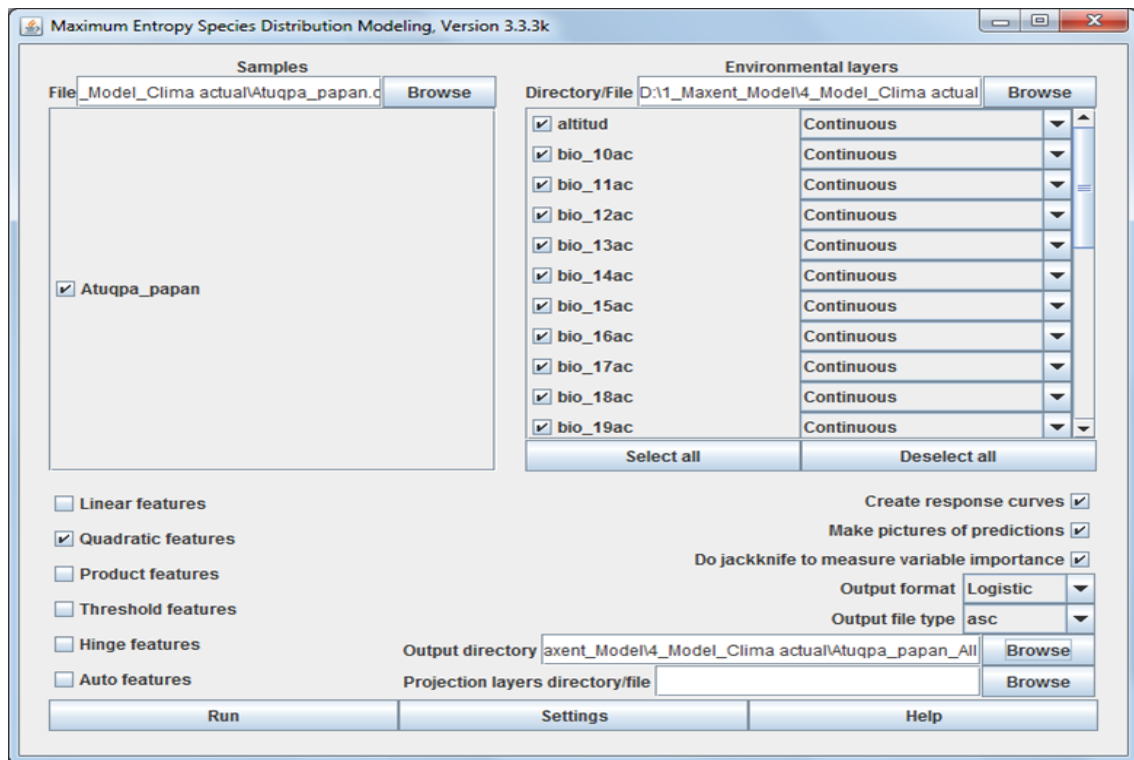 Maximum Entropy Species Distribution Modeling, Version 3.3.3k
Samples
File _Model_Clima actual\Atuqpa_papan.c Browse
Atuqpa_papan
Environmental layers
Directory/File D:\1_Maxent_Model\4_Model_Clima actual Browse
altitud Continuous
bio_10ac Continuous
bio_11ac Continuous
bio_12ac Continuous
bio_13ac Continuous
bio_14ac Continuous
bio_15ac Continuous
bio_16ac Continuous
bio_17ac Continuous
bio_18ac Continuous
bio_19ac Continuous
Select all Deselect all
Linear features
Quadratic features
Product features
Threshold features
Hinge features
Auto features
Create response curves
Make pictures of predictions
Do jackknife to measure variable importance
Output format Logistic
Output file type asc
Output directory axent_Model\4_Model_Clima actual\Atuqpa_papan_All Browse
Projection layers directory/file Browse
Run Settings Help